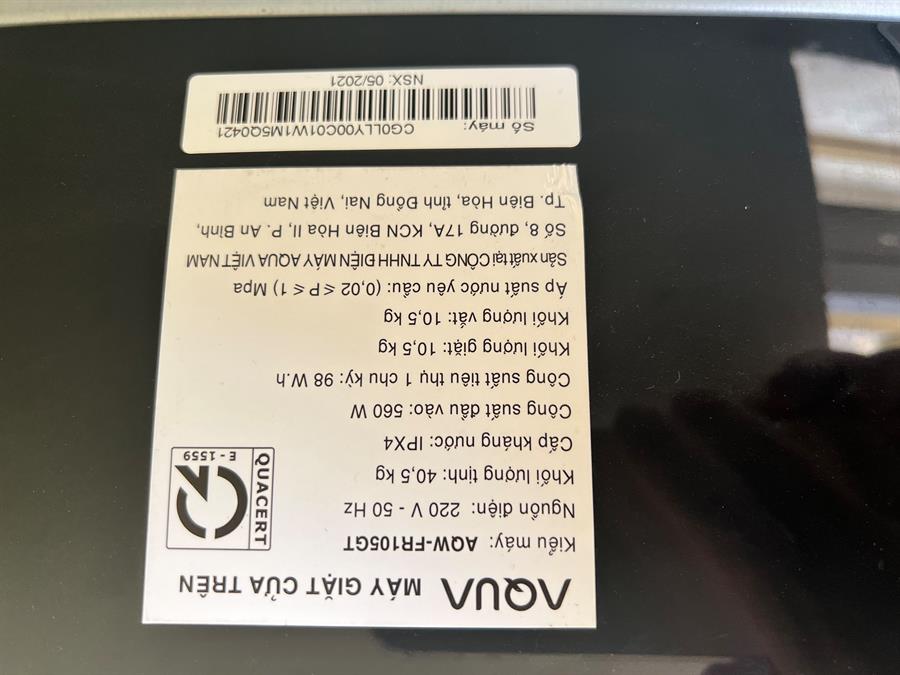 AQUA MÁY GIẶT CỬA TRÊN
Kiểu máy: AQW-FR105GT
Nguồn điện: 220 V - 50 Hz
Khối lượng tịnh: 40,5 kg
Cấp kháng nước: IPX4
Công suất đầu vào: 560 W
Công suất tiêu thụ 1 chu kỳ: 98 W.h
Khối lượng giặt: 10,5 kg
Khối lượng vắt: 10,5 kg
Áp suất nước yêu cầu: (0,02 ≤ P ≤ 1) Mpa
Sản xuất tại CÔNG TY TNHH ĐIỆN MÁY AQUA VIỆT NAM
Số 8, đường 17A, KCN Biên Hòa II, P. An Bình,
Tp. Biên Hòa, tỉnh Đồng Nai, Việt Nam
QUACERT
E - 1559
Số máy: CG0LLY00C01W1M5Q0421
NSX: 05/2021